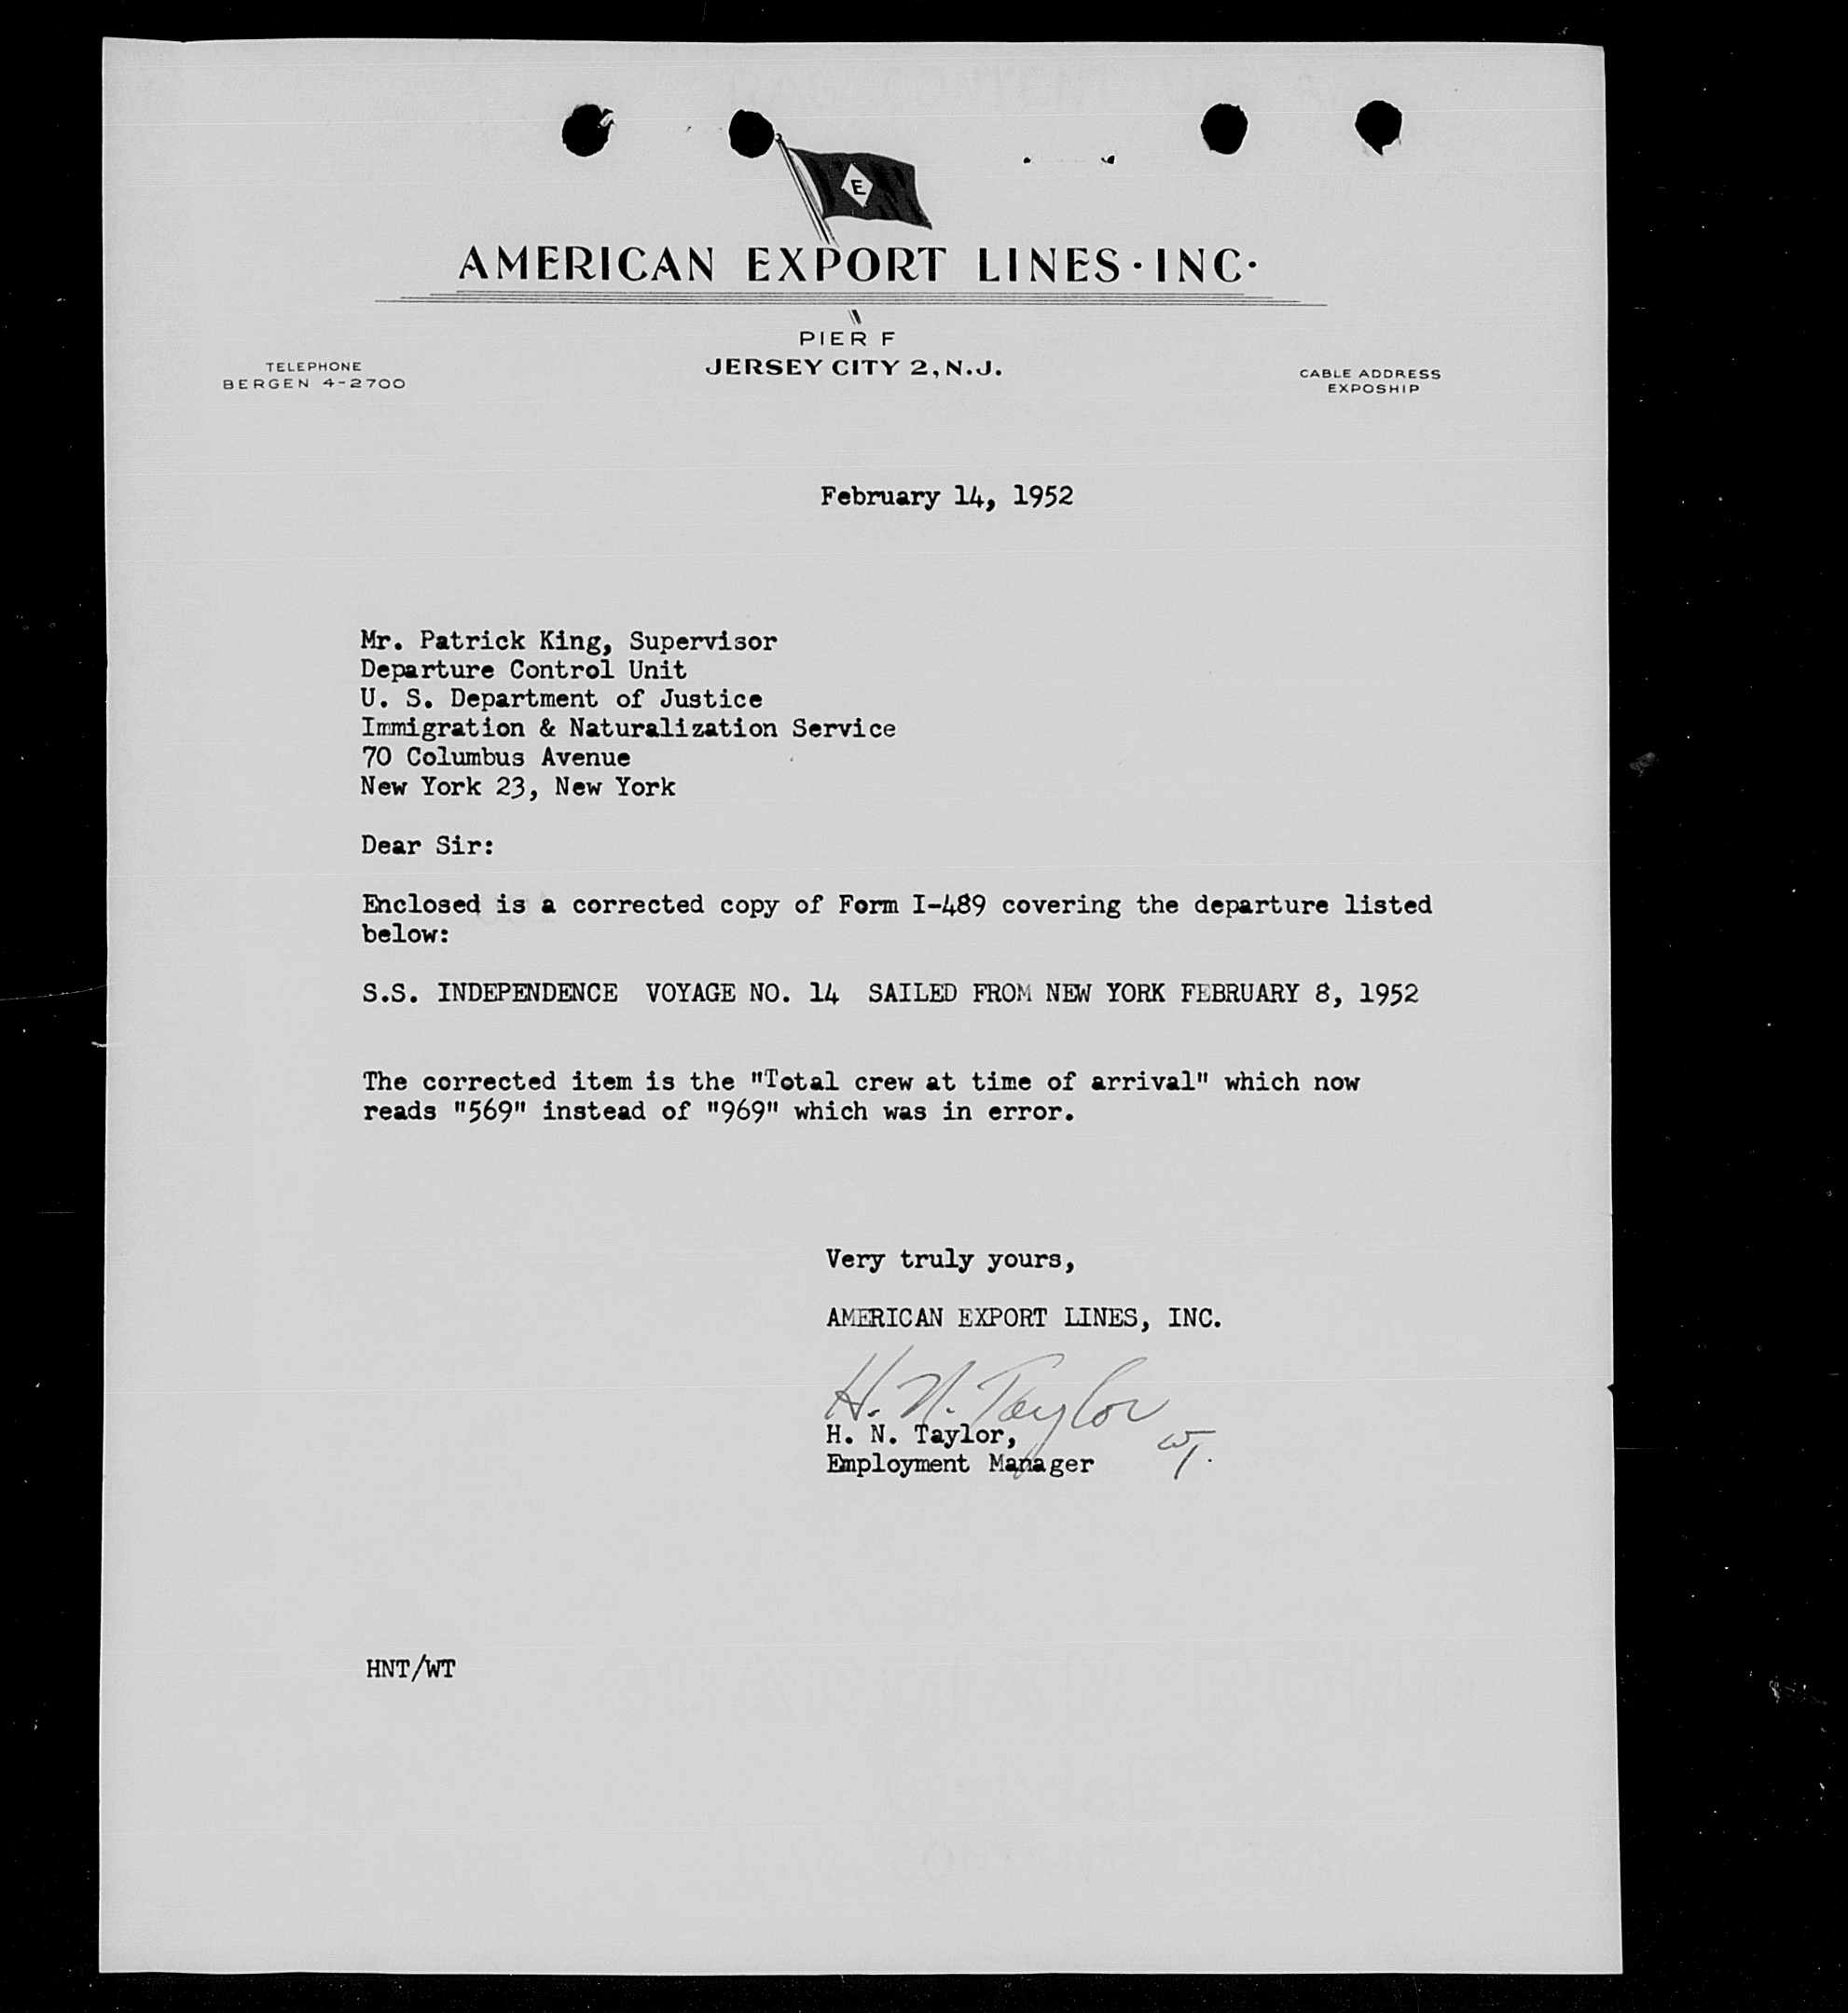 E
AMERICAN EXPORT LINES·INC·
PIER F
JERSEY CITY 2, N.J.
TELEPHONE
BERGEN 4-2700
CABLE ADDRESS
EXPOSHIP
February 14, 1952
Mr. Patrick King, Supervisor
Departure Control Unit
U. S. Department of Justice
Immigration & Naturalization Service
70 Columbus Avenue
New York 23, New York
Dear Sir:
Enclosed is a corrected copy of Form I-489 covering the departure listed
below:
S.S. INDEPENDENCE VOYAGE NO. 14 SAILED FROM NEW YORK FEBRUARY 8, 1952
The corrected item is the "Total crew at time of arrival" which now
reads "569" instead of "969" which was in error.
Very truly yours,
AMERICAN EXPORT LINES, INC.
H. N. Taylor
WT.
H. N. Taylor,
Employment Manager
HNT/WT